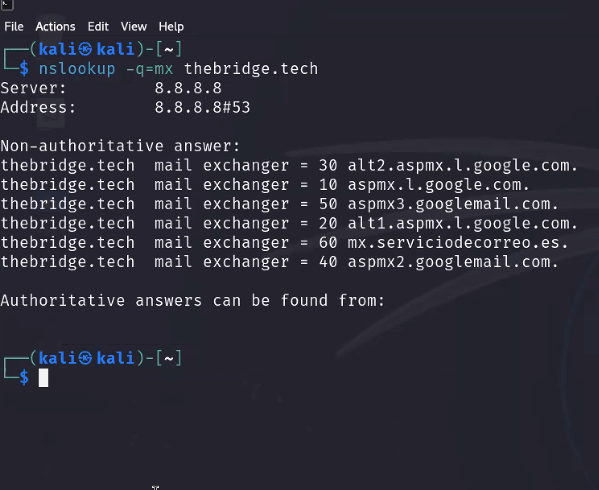 File Actions Edit View Help
┌──(kali㉿kali)-[~]
└─$ nslookup -q=mx thebridge.tech
Server:         8.8.8.8
Address:        8.8.8.8#53

Non-authoritative answer:
thebridge.tech  mail exchanger = 30 alt2.aspmx.l.google.com.
thebridge.tech  mail exchanger = 10 aspmx.l.google.com.
thebridge.tech  mail exchanger = 50 aspmx3.googlemail.com.
thebridge.tech  mail exchanger = 20 alt1.aspmx.l.google.com.
thebridge.tech  mail exchanger = 60 mx.serviciodecorreo.es.
thebridge.tech  mail exchanger = 40 aspmx2.googlemail.com.

Authoritative answers can be found from:

┌──(kali㉿kali)-[~]
└─$